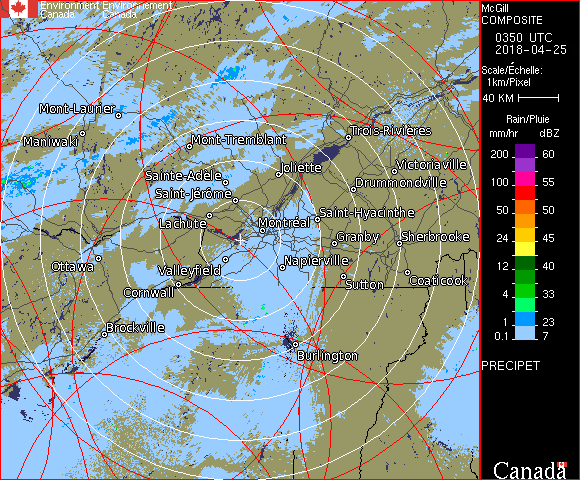 Environment Environnement
Canada Canada
McGill
COMPOSITE
0350 UTC
2018-04-25
Scale/Échelle:
1km/Pixel
40 KM
Rain/Pluie
mm/hr dBZ
200 60
100 55
50 50
24 45
12 40
4 33
1 23
0.1 7
PRECIPET
Canada
Mont-Laurier
Maniwaki
Mont-Tremblant
Trois-Rivières
Sainte-Adèle
Joliette
Victoriaville
Saint-Jérôme
Drummondville
Lachute
Montréal
Saint-Hyacinthe
Granby
Sherbrooke
Ottawa
Valleyfield
Napierville
Cornwall
Sutton
Coaticook
Brockville
Burlington